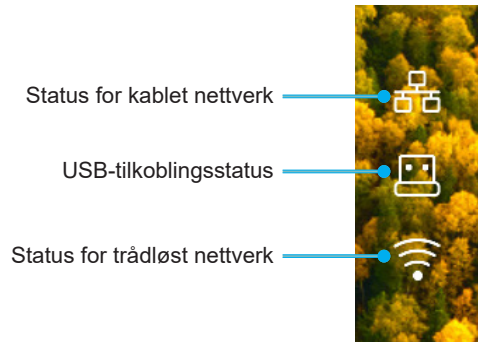 Status for kablet nettverk
USB-tilkoblingsstatus
Status for trådløst nettverk